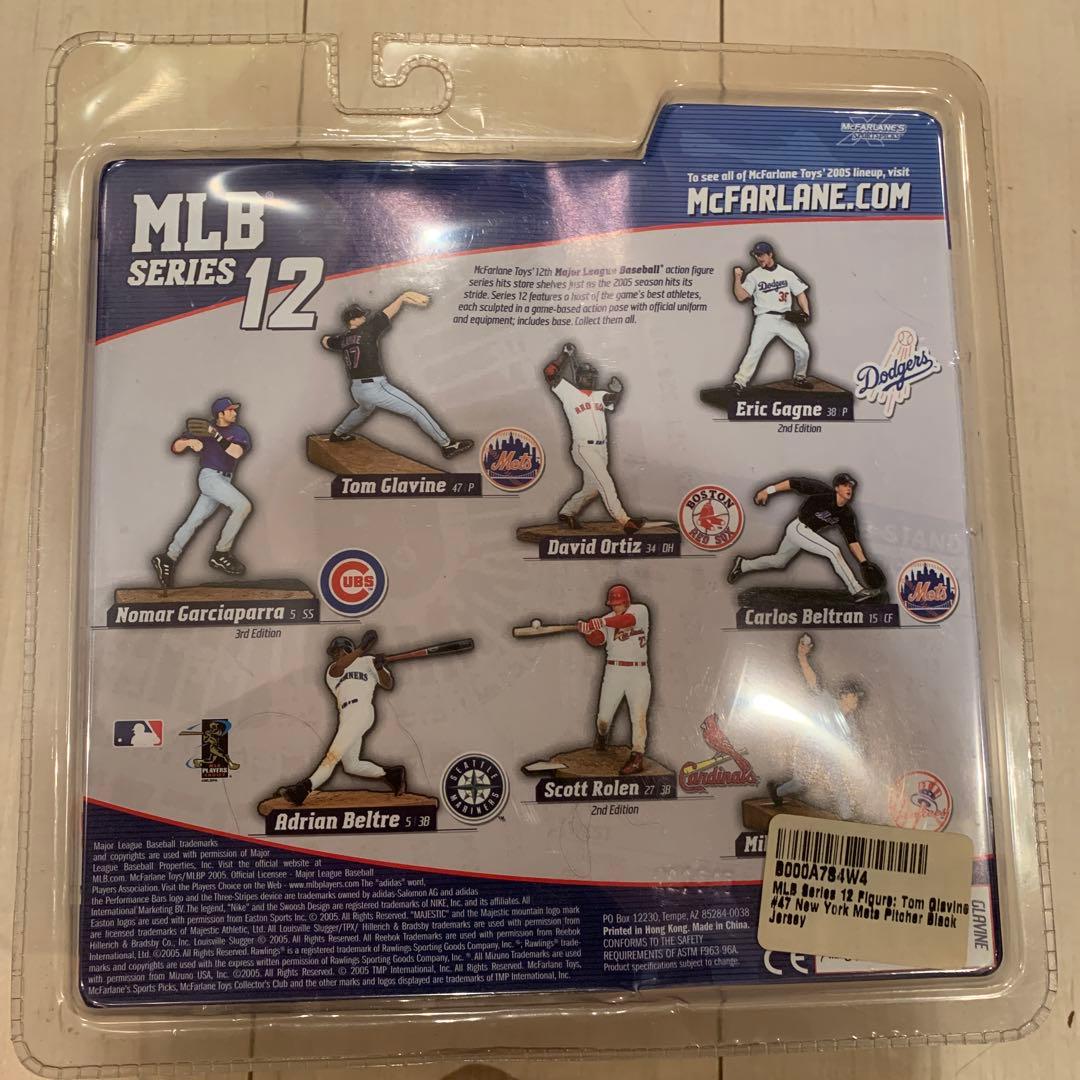 McFARLANE'S
SPORTSPICKS
To see all of McFarlane Toys' 2005 lineup, visit
McFARLANE.COM
MLB®
SERIES 12
McFarlane Toys' 12th Major League Baseball® action figure
series hits store shelves just as the 2005 season hits its
stride. Series 12 features a host of the game's best athletes,
each sculpted in a game-based action pose with official uniform
and equipment; includes base. Collect them all.
Dodgers
38
Dodgers
Eric Gagne 38 P
2nd Edition
47
Tom Glavine 47 P
Mets
David Ortiz 34 DH
BOSTON
RED SOX
Carlos Beltran 15 CF
Mets
Nomar Garciaparra 5 SS
3rd Edition
CUBS
Adrian Beltre 5 3B
SEATTLE
MARINERS
Scott Rolen 27 3B
2nd Edition
Cardinals
Mi
Yankees
PLAYERS
Major League Baseball trademarks
and copyrights are used with permission of Major
League Baseball Properties, Inc. Visit the official website at
MLB.com. McFarlane Toys/MLBP 2005. Official Licensee - Major League Baseball
Players Association. Visit the Players Choice on the Web - www.mlbplayers.com The "adidas" word,
the Performance Bars logo and the Three-Stripes device are trademarks owned by adidas-Salomon AG and adidas
International Marketing BV. The legend, "Nike" and the Swoosh Design are registered trademarks of NIKE, Inc. and its affiliates. All
Easton logos are used with permission from Easton Sports Inc. © 2005. All Rights Reserved. "MAJESTIC" and the Majestic mountain logo mark
are licensed trademarks of Majestic Athletic, Ltd. All Louisville Slugger/TPX/ Hillerich & Bradsby trademarks are used with permission from
Hillerich & Bradsby Co., Inc. Louisville Slugger © 2005. All Rights Reserved. All Reebok Trademarks are used with permission from Reebok
International, Ltd. ©2005. All Rights Reserved. Rawlings® is a registered trademark of Rawlings Sporting Goods Company, Inc. ®; Rawlings® trade-
marks and copyrights are used with the express written permission of Rawlings Sporting Goods Company, Inc. ®. All Mizuno Trademarks are used
with permission from Mizuno USA, Inc. ©2005. All Rights Reserved. © 2005 TMP International, Inc. All Rights Reserved. McFarlane Toys,
McFarlane's Sports Picks, McFarlane Toys Collector's Club and the other marks and logos displayed are trademarks of TMP International, Inc.
PO Box 12230, Tempe, AZ 85284-0038
Printed in Hong Kong. Made in China.
CONFORMS TO THE SAFETY
REQUIREMENTS OF ASTM F963 96A.
Product specifications subject to change.
CE
B000A7S4W4
MLB Series 12 Figure: Tom Glavine
#47 New York Mets Pitcher Black
Jersey
GLAVINE